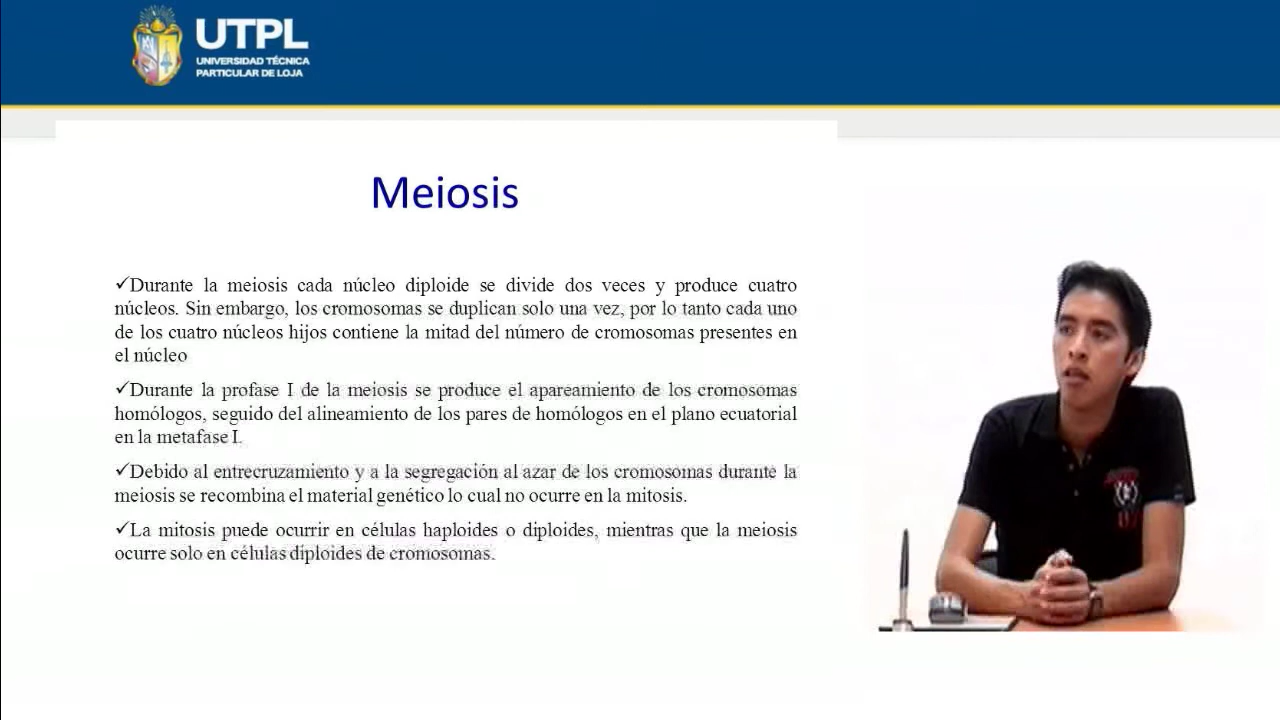 UTPL
UNIVERSIDAD TÉCNICA
PARTICULAR DE LOJA
Meiosis
✓Durante la meiosis cada núcleo diploide se divide dos veces y produce cuatro
núcleos. Sin embargo, los cromosomas se duplican solo una vez, por lo tanto cada uno
de los cuatro núcleos hijos contiene la mitad del número de cromosomas presentes en
el núcleo
✓Durante la profase I de la meiosis se produce el apareamiento de los cromosomas
homólogos, seguido del alineamiento de los pares de homólogos en el plano ecuatorial
en la metafase I.
✓Debido al entrecruzamiento y a la segregación al azar de los cromosomas durante la
meiosis se recombina el material genético lo cual no ocurre en la mitosis.
✓La mitosis puede ocurrir en células haploides o diploides, mientras que la meiosis
ocurre solo en células diploides de cromosomas.